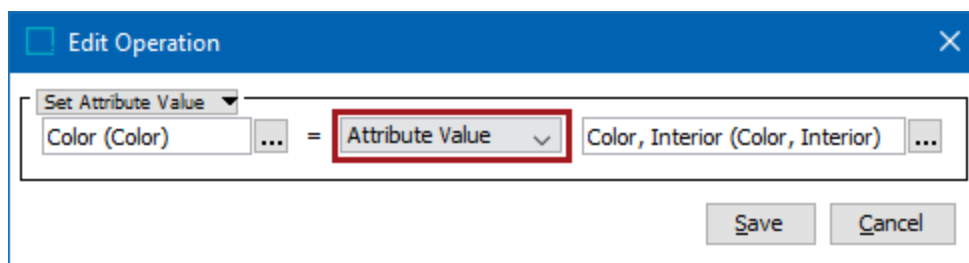 Edit Operation
Set Attribute Value
Color (Color) ... = Attribute Value Color, Interior (Color, Interior) ...
Save Cancel